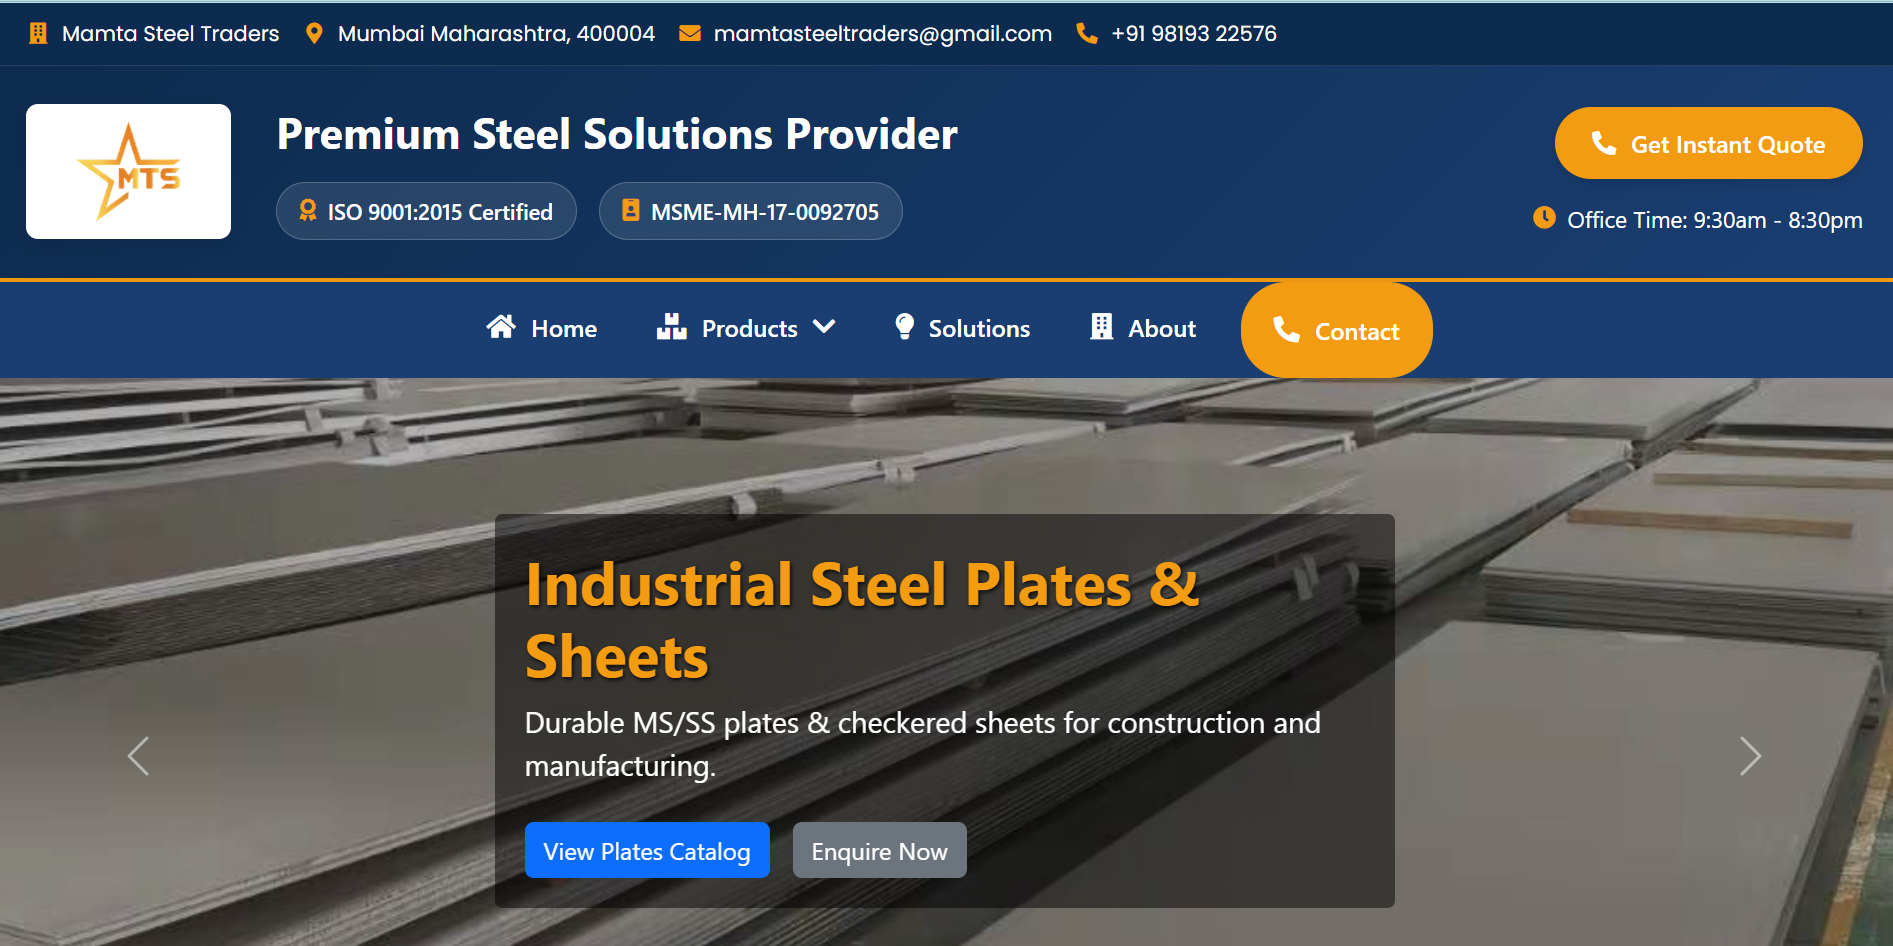 Mamta Steel Traders Mumbai Maharashtra, 400004 mamtasteeltraders@gmail.com +91 98193 22576
MTS
Premium Steel Solutions Provider
ISO 9001:2015 Certified MSME-MH-17-0092705
Get Instant Quote
Office Time: 9:30am - 8:30pm
Home Products Solutions About Contact
Industrial Steel Plates &
Sheets
Durable MS/SS plates & checkered sheets for construction and
manufacturing.
View Plates Catalog Enquire Now